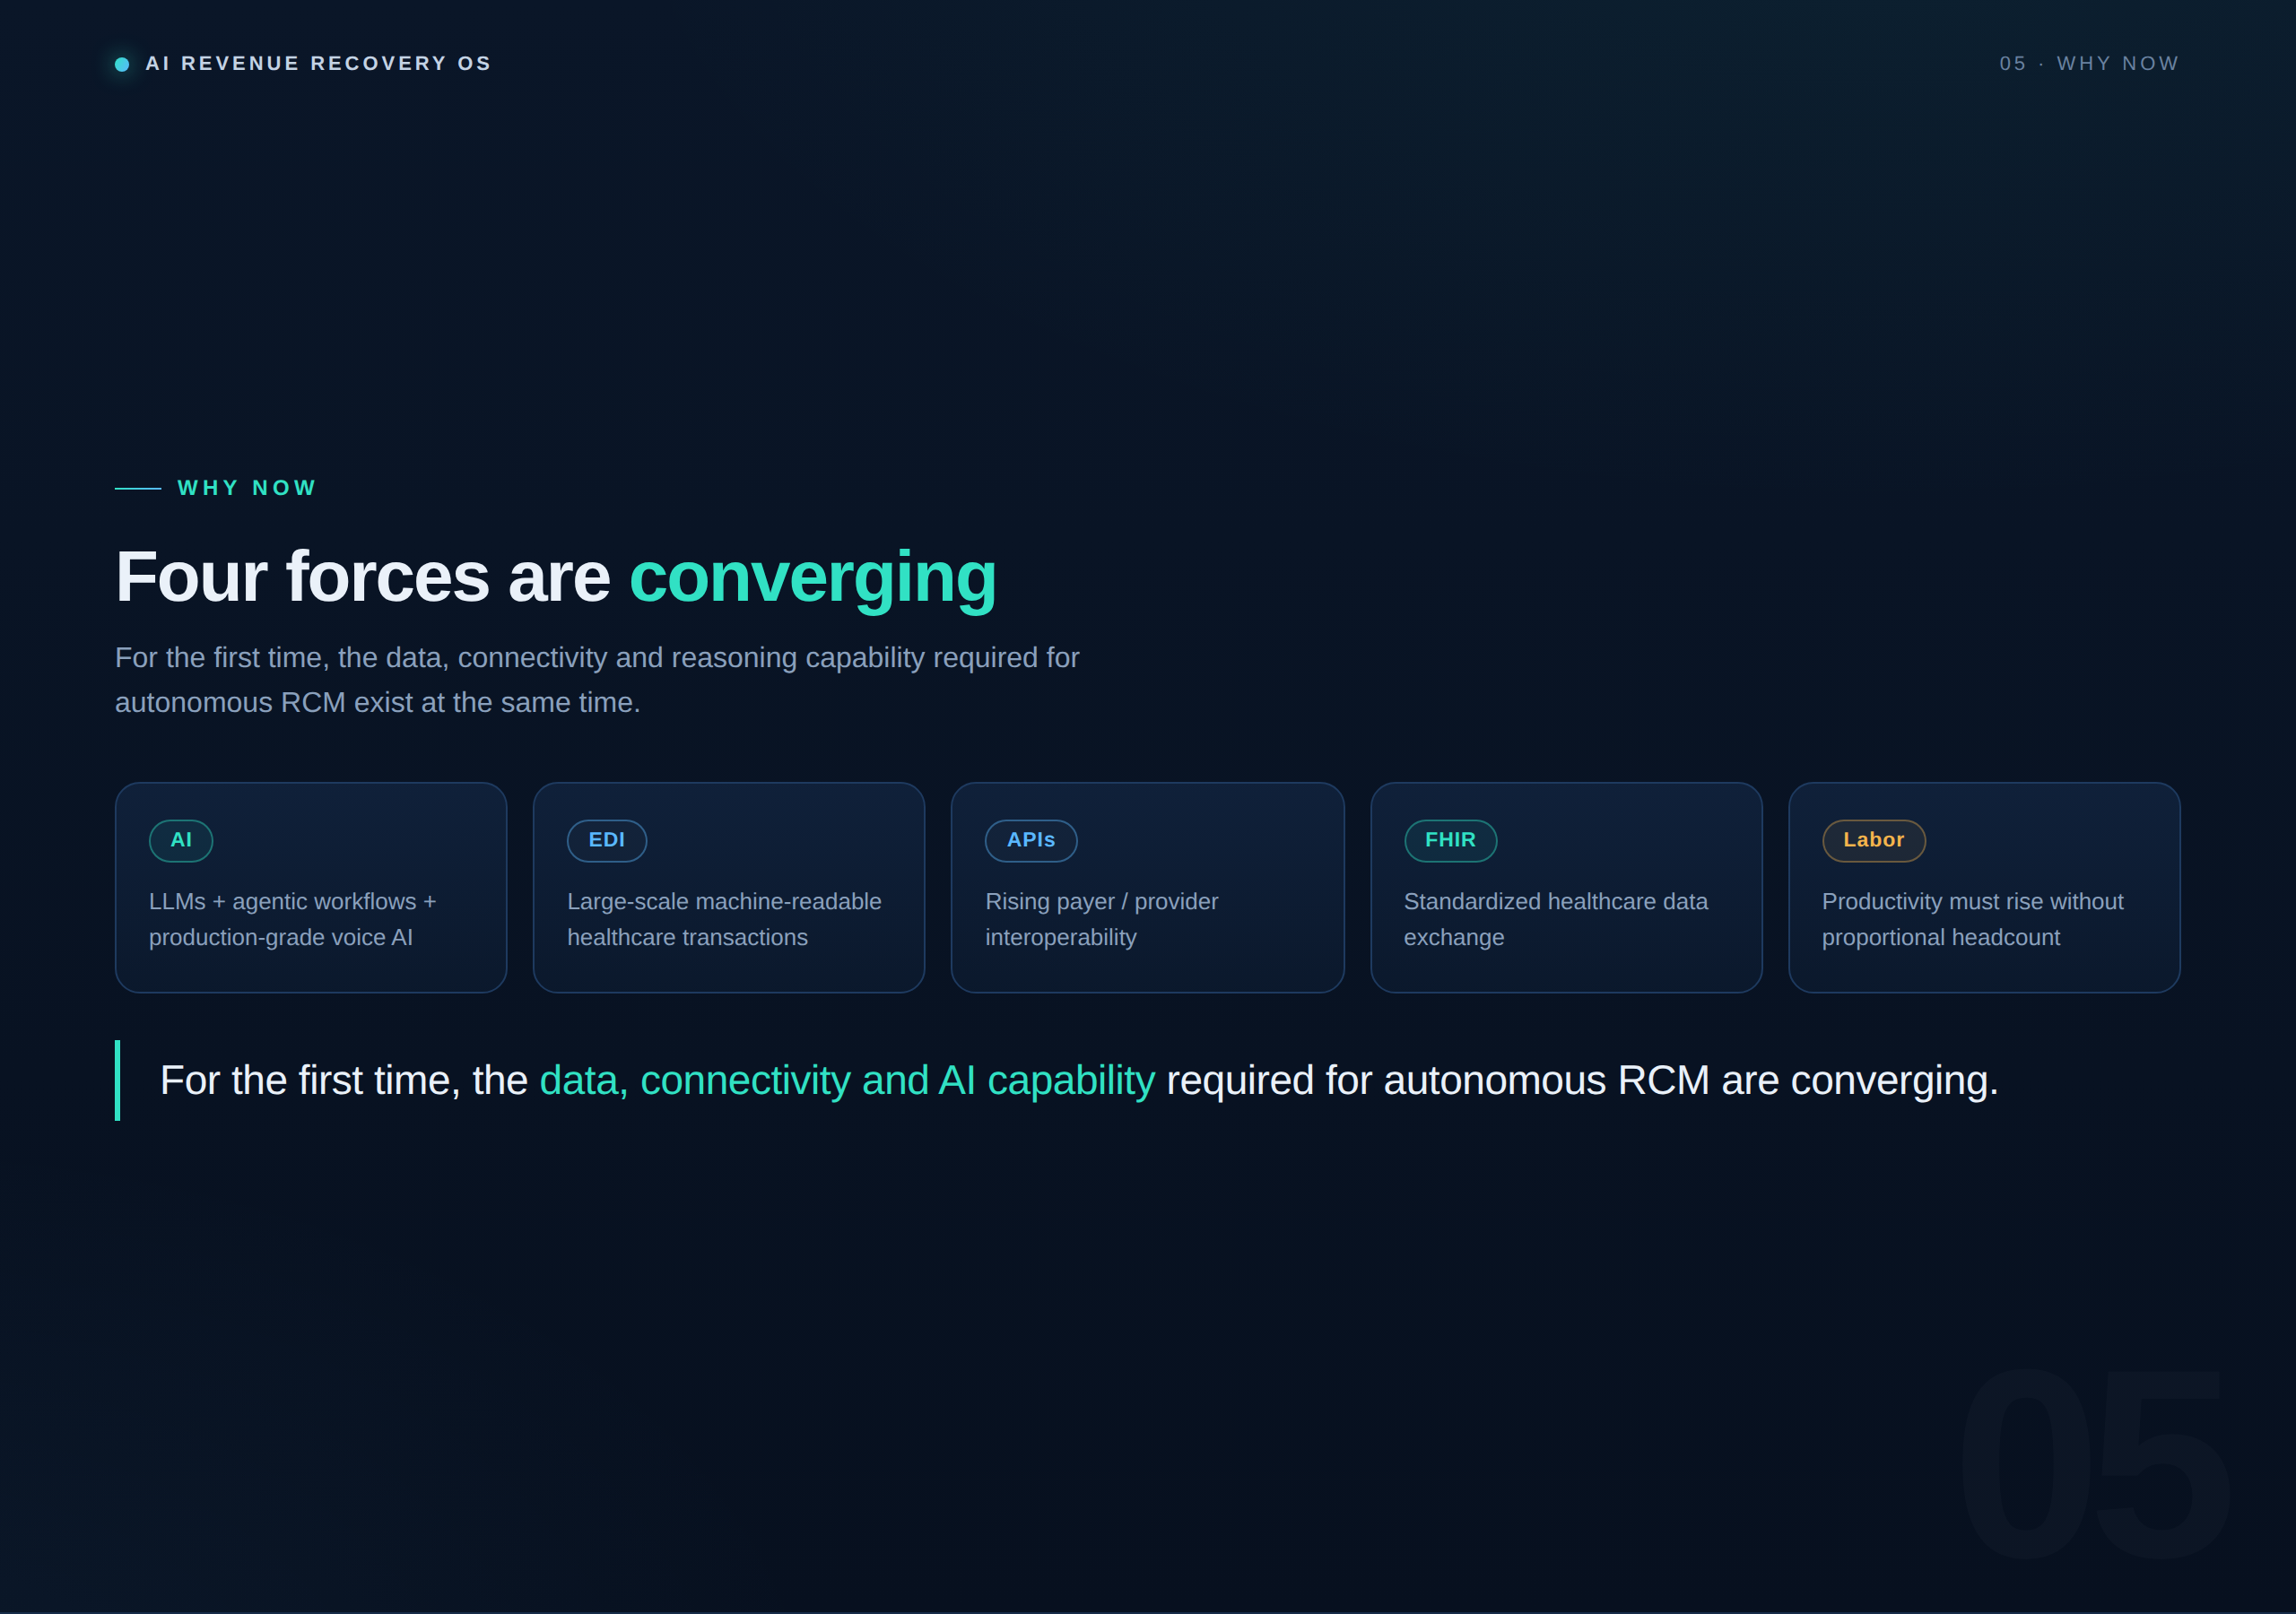 AI REVENUE RECOVERY OS
05 · WHY NOW
WHY NOW
Four forces are converging
For the first time, the data, connectivity and reasoning capability required for
autonomous RCM exist at the same time.
AI
LLMs + agentic workflows +
production-grade voice AI
EDI
Large-scale machine-readable
healthcare transactions
APIs
Rising payer / provider
interoperability
FHIR
Standardized healthcare data
exchange
Labor
Productivity must rise without
proportional headcount
For the first time, the data, connectivity and AI capability required for autonomous RCM are converging.
05